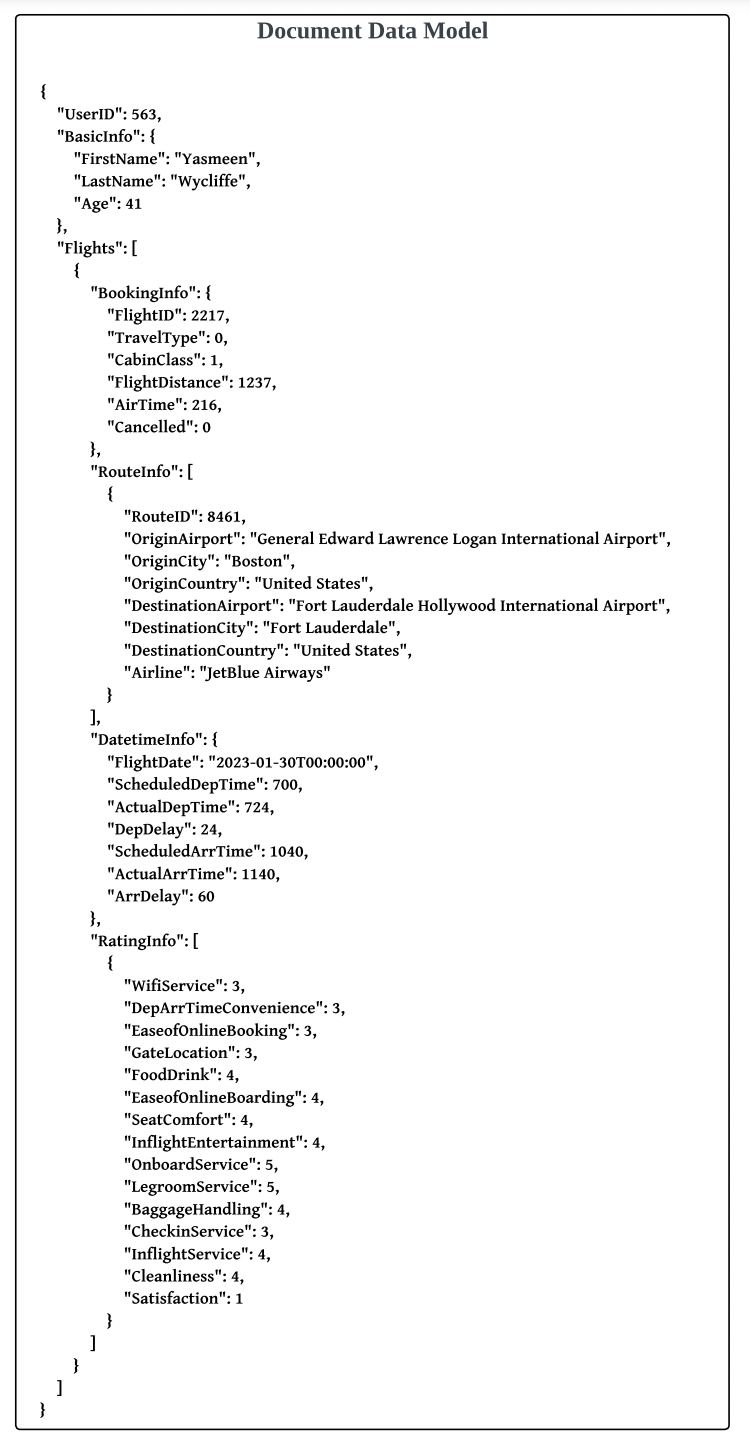 Document Data Model
{
"UserID": 563,
"BasicInfo": {
"FirstName": "Yasmeen",
"LastName": "Wycliffe",
"Age": 41
},
"Flights": [
{
"BookingInfo": {
"FlightID": 2217,
"TravelType": 0,
"CabinClass": 1,
"FlightDistance": 1237,
"AirTime": 216,
"Cancelled": 0
},
"RouteInfo": [
{
"RouteID": 8461,
"OriginAirport": "General Edward Lawrence Logan International Airport",
"OriginCity": "Boston",
"OriginCountry": "United States",
"DestinationAirport": "Fort Lauderdale Hollywood International Airport",
"DestinationCity": "Fort Lauderdale",
"DestinationCountry": "United States",
"Airline": "JetBlue Airways"
}
],
"DatetimeInfo": {
"FlightDate": "2023-01-30T00:00:00",
"ScheduledDepTime": 700,
"ActualDepTime": 724,
"DepDelay": 24,
"ScheduledArrTime": 1040,
"ActualArrTime": 1140,
"ArrDelay": 60
},
"RatingInfo": [
{
"WifiService": 3,
"DepArrTimeConvenience": 3,
"EaseofOnlineBooking": 3,
"GateLocation": 3,
"FoodDrink": 4,
"EaseofOnlineBoarding": 4,
"SeatComfort": 4,
"InflightEntertainment": 4,
"OnboardService": 5,
"LegroomService": 5,
"BaggageHandling": 4,
"CheckinService": 3,
"InflightService": 4,
"Cleanliness": 4,
"Satisfaction": 1
}
]
}
]
}